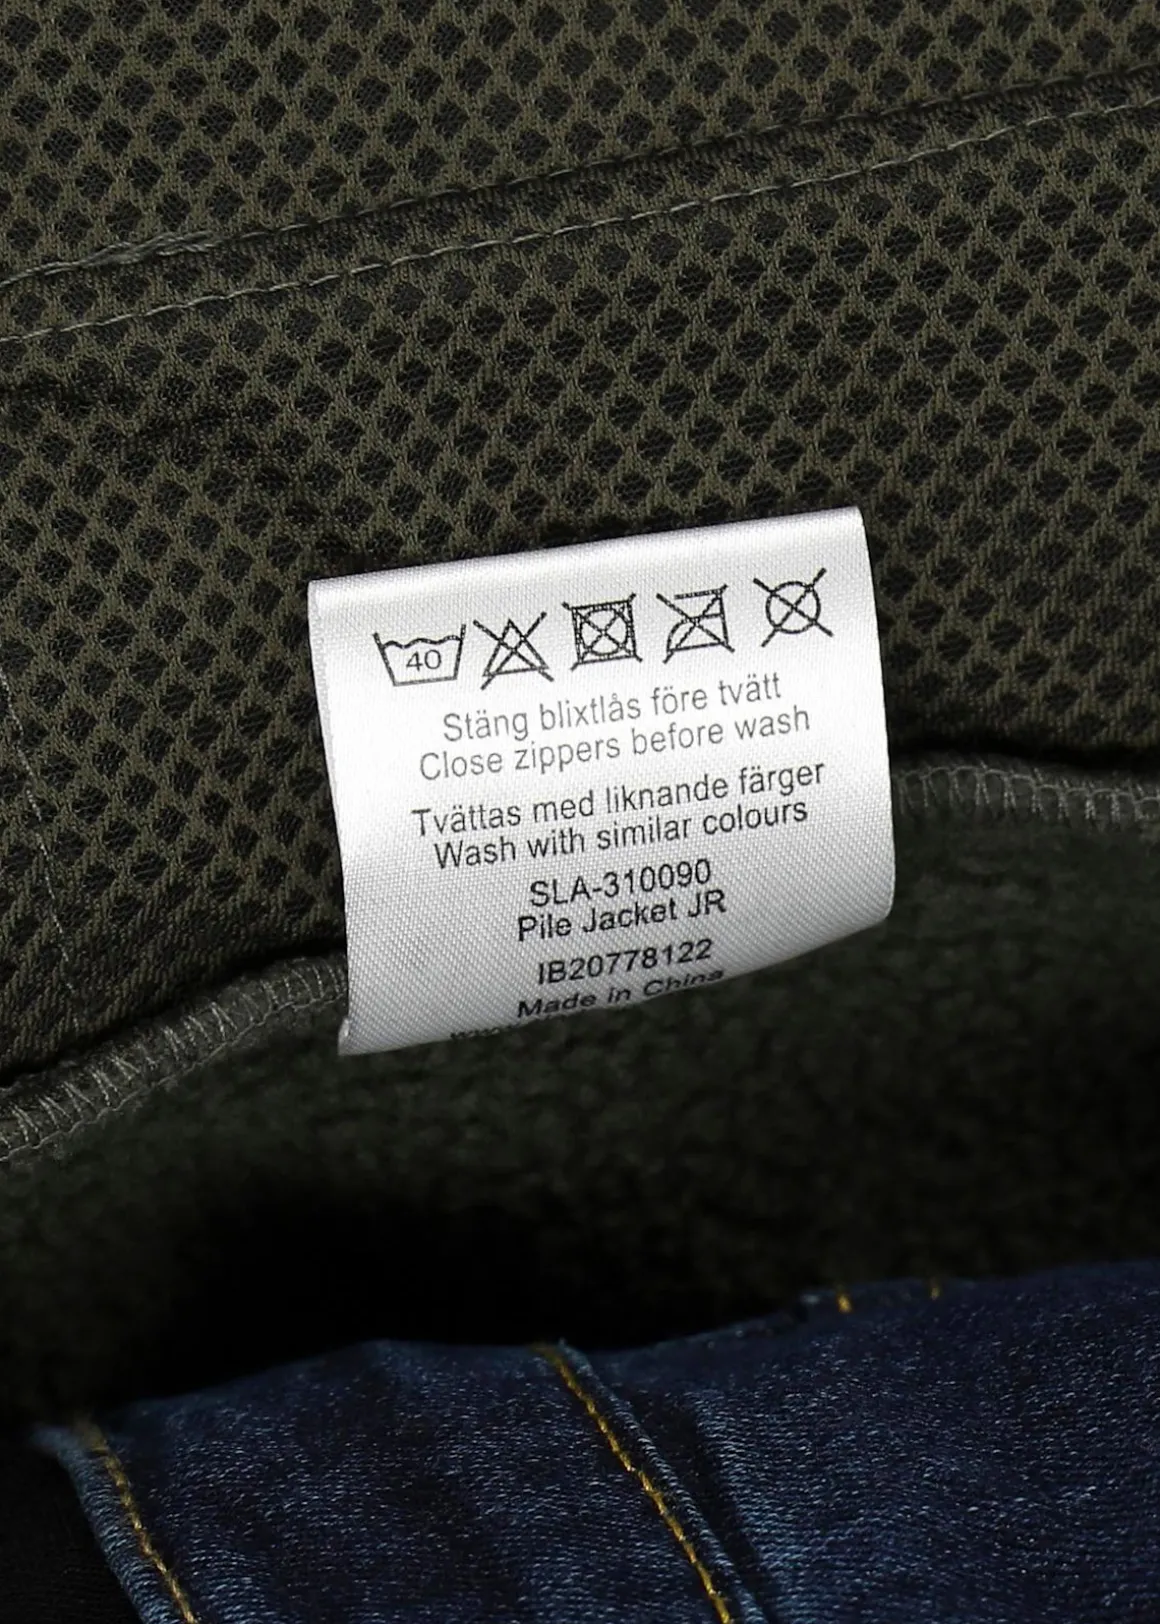 40
Stäng blixtlås före tvätt
Close zippers before wash
Tvättas med liknande färger
Wash with similar colours
SLA-310090
Pile Jacket JR
IB20778122
Made in China